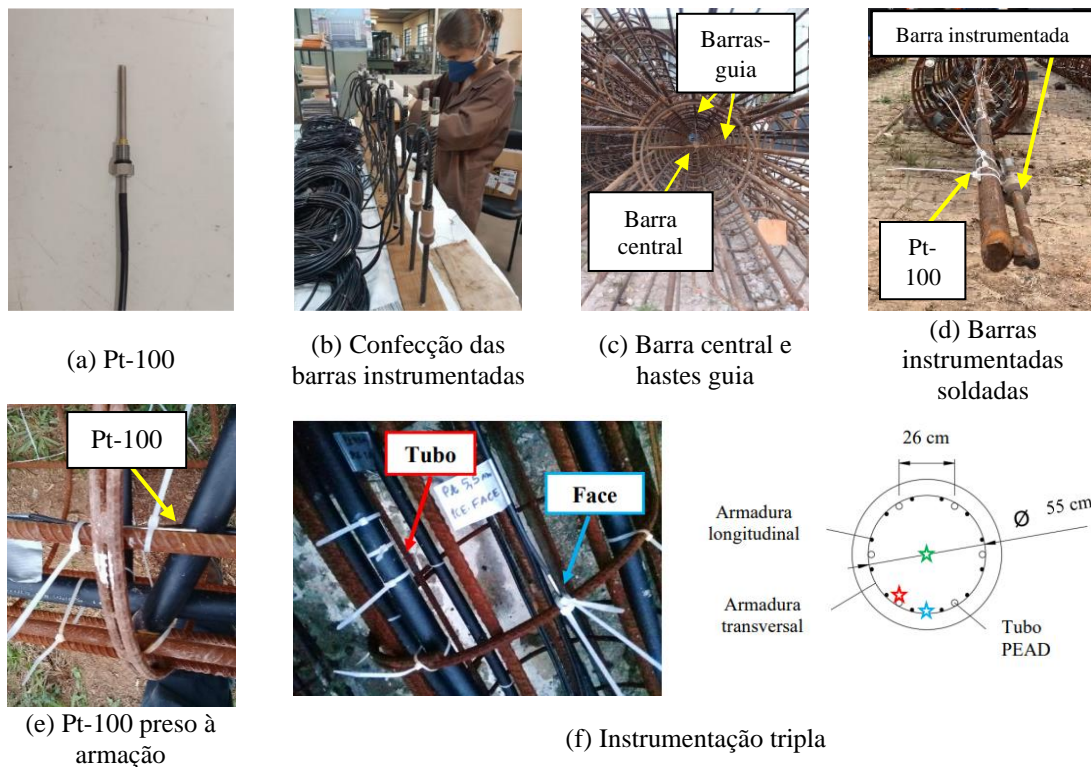 Barras-
guia
Barra
central
Barra instrumentada
Pt-
100
(a) Pt-100
(b) Confecção das
barras instrumentadas
(c) Barra central e
hastes guia
(d) Barras
instrumentadas
soldadas
Pt-100
Tubo
Face
26 cm
Armadura
longitudinal
Ø 55 cm
Armadura
transversal
Tubo
PEAD
(e) Pt-100 preso à
armação
(f) Instrumentação tripla